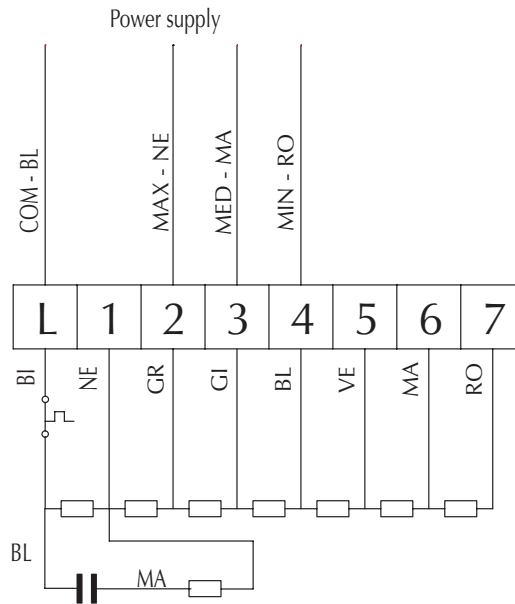 Power supply
COM - BL
MAX - NE
MED - MA
MIN - RO
L 1 2 3 4 5 6 7
BI NE GR GI BL VE MA RO
BL
MA